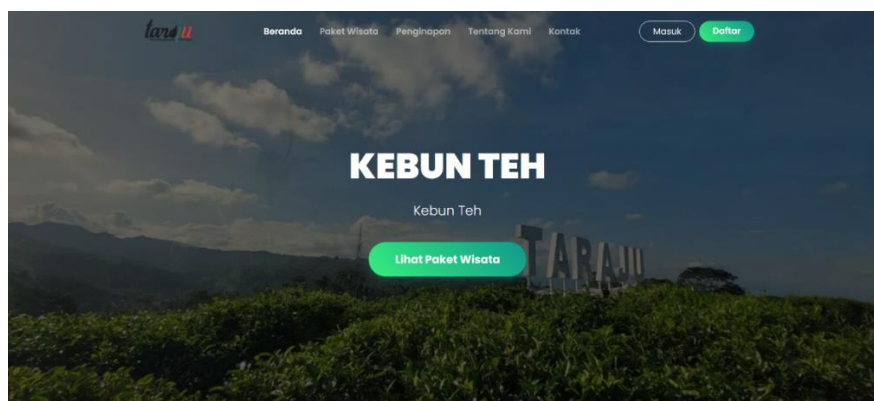 Beranda Paket Wisata Penginapan Tentang Kami Kontak Masuk Daftar
KEBUN TEH
Kebun Teh
Lihat Paket Wisata
TARAJU